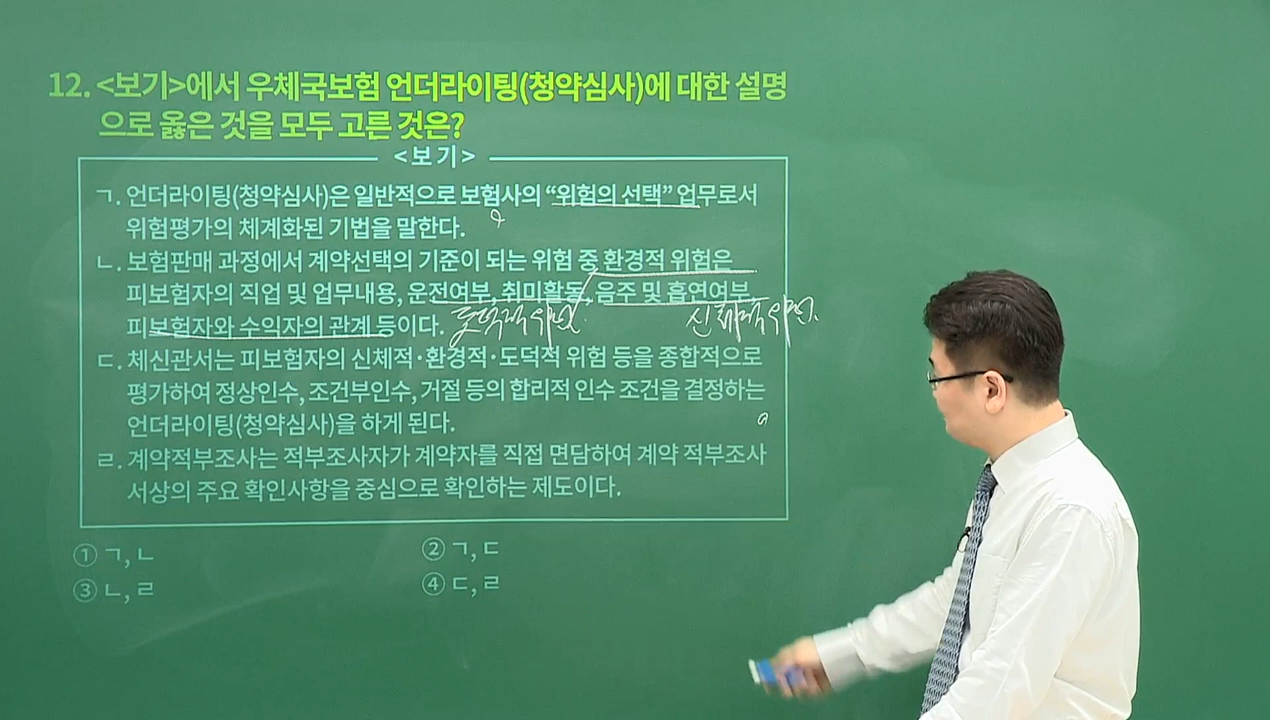 12. <보기>에서 우체국보험 언더라이팅(청약심사)에 대한 설명
으로 옳은 것을 모두 고른 것은?
<보기>
ㄱ. 언더라이팅(청약심사)은 일반적으로 보험사의 “위험의 선택” 업무로서
위험평가의 체계화된 기법을 말한다.
ㄴ. 보험판매 과정에서 계약선택의 기준이 되는 위험 중 환경적 위험은
피보험자의 직업 및 업무내용, 운전여부, 취미활동, 음주 및 흡연여부,
피보험자와 수익자의 관계 등이다. 도덕적위험 신체적위험.
ㄷ. 체신관서는 피보험자의 신체적·환경적·도덕적 위험 등을 종합적으로
평가하여 정상인수, 조건부인수, 거절 등의 합리적 인수 조건을 결정하는
언더라이팅(청약심사)을 하게 된다.
ㄹ. 계약적부조사는 적부조사자가 계약자를 직접 면담하여 계약 적부조사
서상의 주요 확인사항을 중심으로 확인하는 제도이다.
① ㄱ, ㄴ ② ㄱ, ㄷ
③ ㄴ, ㄹ ④ ㄷ, ㄹ